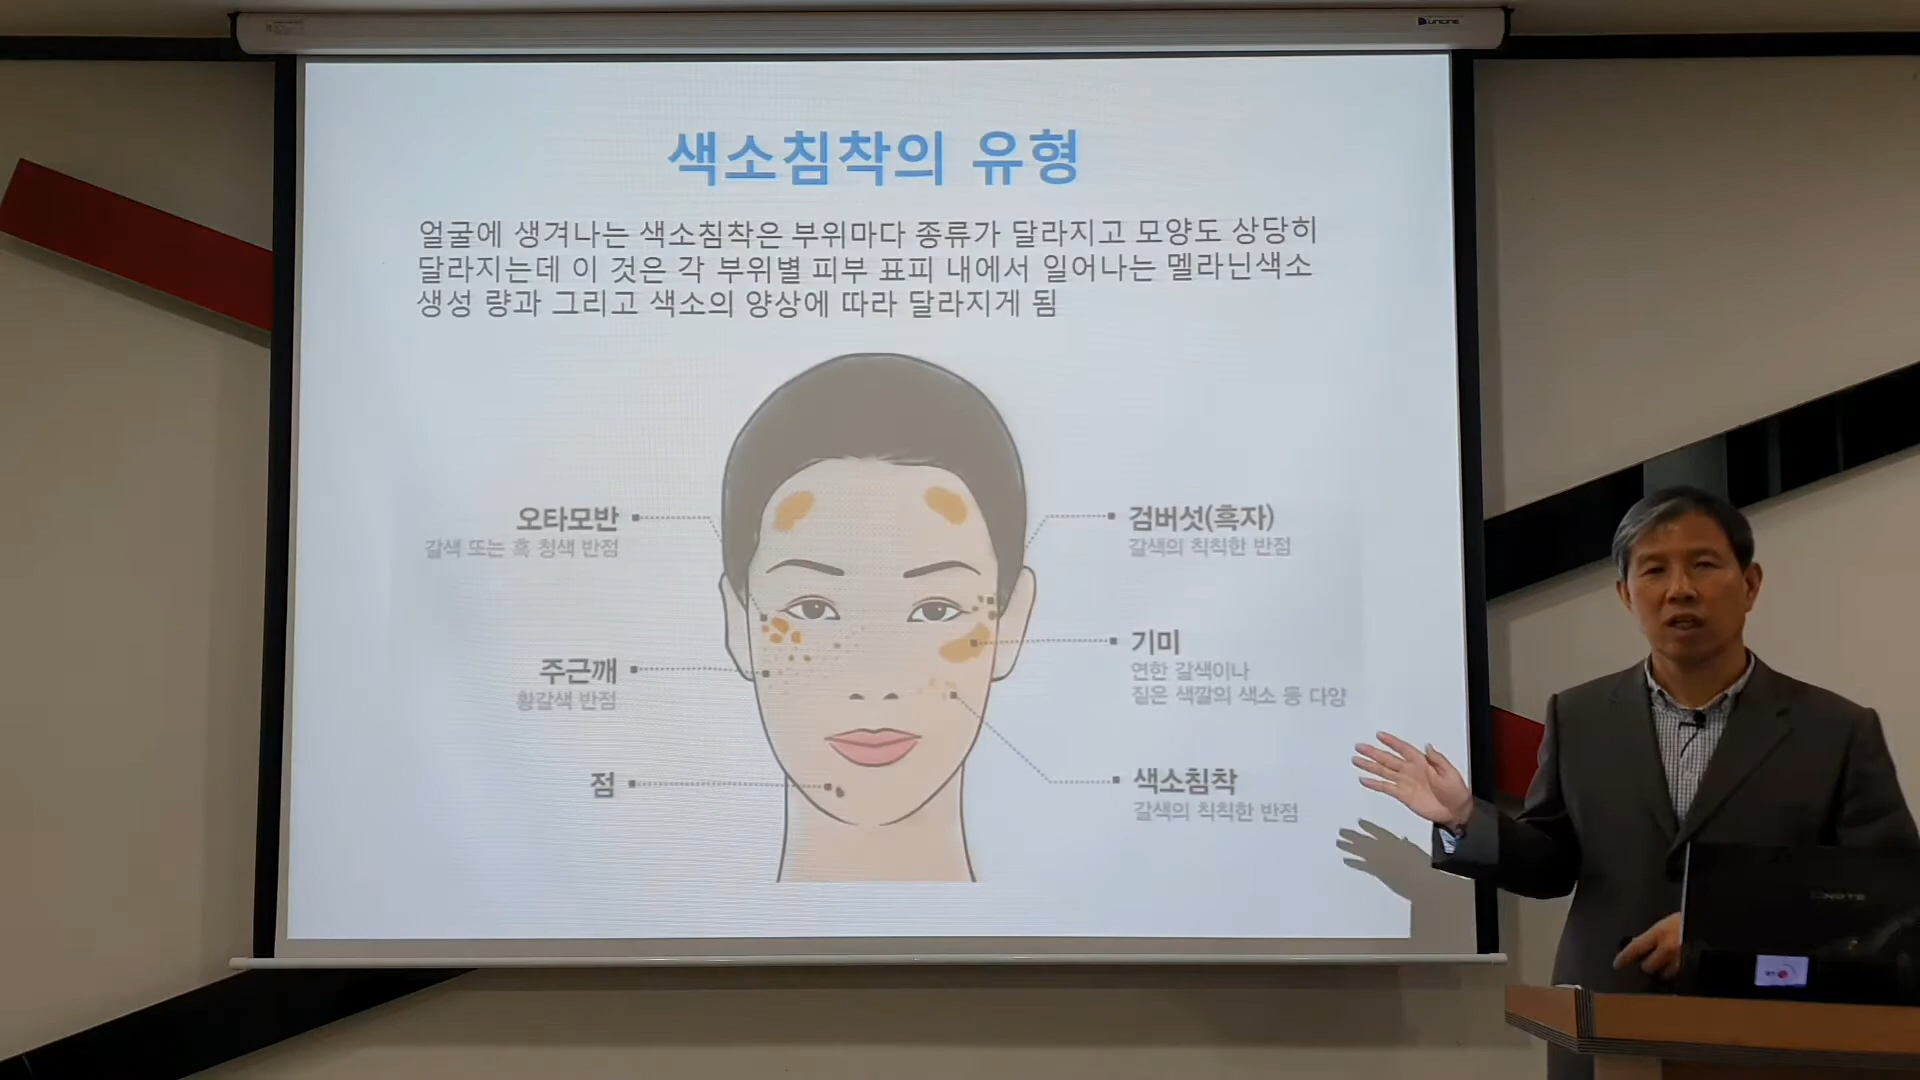 색소침착의 유형
얼굴에 생겨나는 색소침착은 부위마다 종류가 달라지고 모양도 상당히
달라지는데 이 것은 각 부위별 피부 표피 내에서 일어나는 멜라닌색소
생성 량과 그리고 색소의 양상에 따라 달라지게 됨
오타모반
갈색 또는 흑 청색 반점
주근깨
황갈색 반점
점
검버섯(흑자)
갈색의 칙칙한 반점
기미
연한 갈색이나
짙은 색깔의 색소 등 다양
색소침착
갈색의 칙칙한 반점